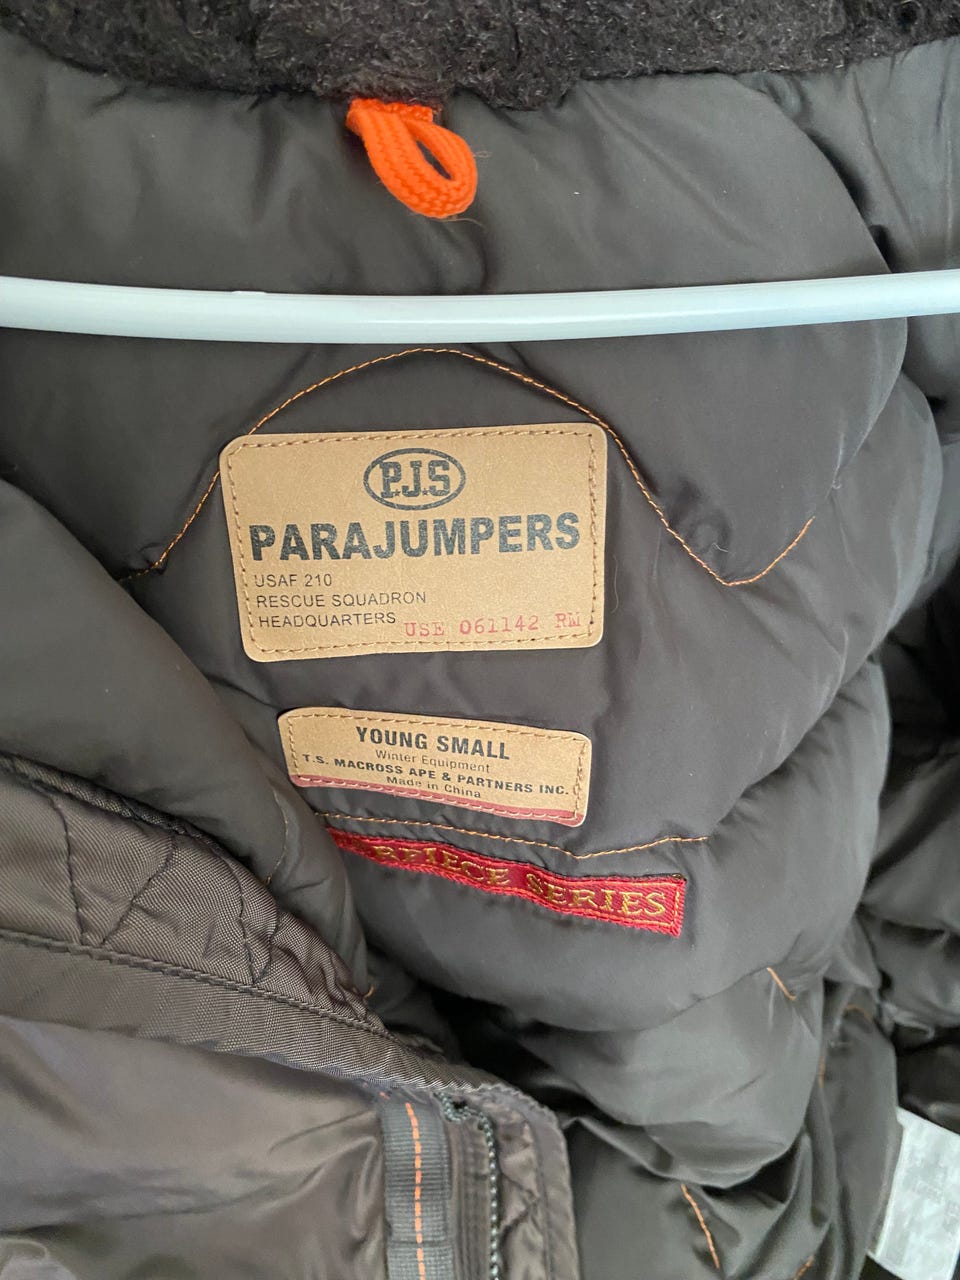 P.J.S
PARAJUMPERS
USAF 210
RESCUE SQUADRON
HEADQUARTERS
USE 061142 RW
YOUNG SMALL
Winter Equipment
T.S. MACROSS APE & PARTNERS INC.
Made in China
SERIES